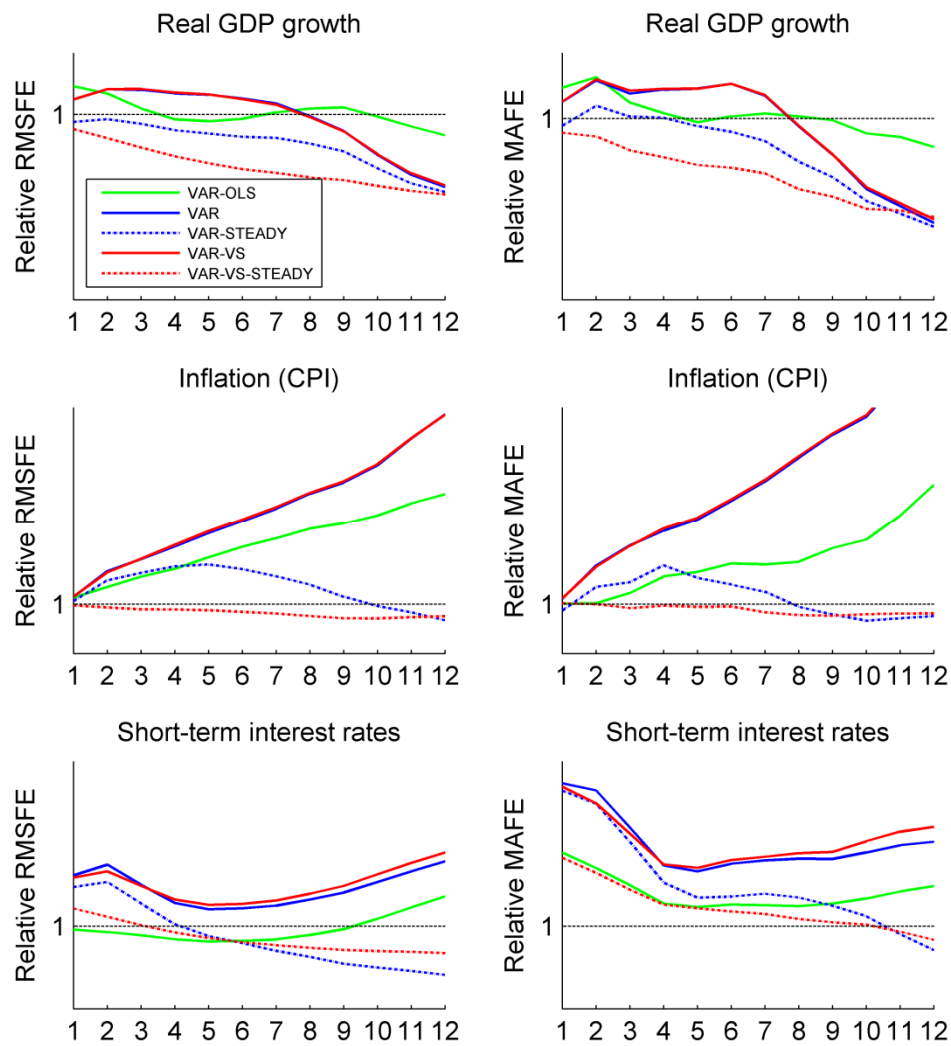 Real GDP growth
Relative RMSFE
1
VAR-OLS
VAR
VAR-STEADY
VAR-VS
VAR-VS-STEADY
1 2 3 4 5 6 7 8 9 10 11 12
Real GDP growth
Relative MAFE
1
1 2 3 4 5 6 7 8 9 10 11 12
Inflation (CPI)
Relative RMSFE
1
1 2 3 4 5 6 7 8 9 10 11 12
Inflation (CPI)
Relative MAFE
1
1 2 3 4 5 6 7 8 9 10 11 12
Short-term interest rates
Relative RMSFE
1
1 2 3 4 5 6 7 8 9 10 11 12
Short-term interest rates
Relative MAFE
1
1 2 3 4 5 6 7 8 9 10 11 12